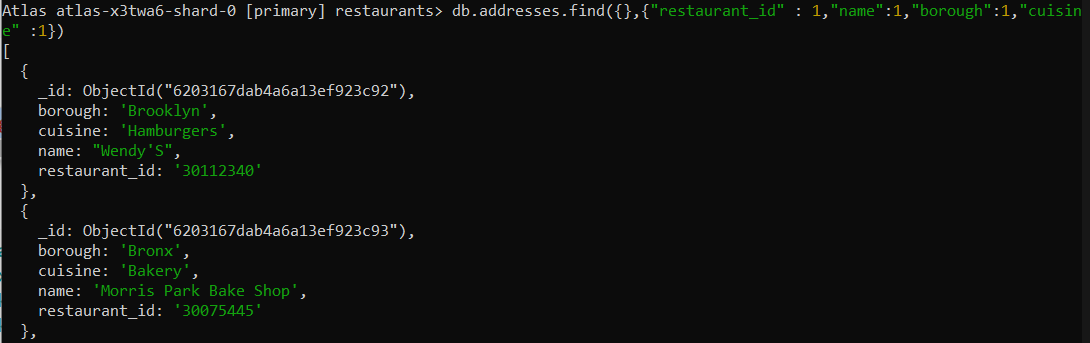 Atlas atlas-x3twa6-shard-0 [primary] restaurants> db.addresses.find({},{"restaurant_id" : 1,"name":1,"borough":1,"cuisin
e" :1})
[
  {
    _id: ObjectId("6203167dab4a6a13ef923c92"),
    borough: 'Brooklyn',
    cuisine: 'Hamburgers',
    name: "Wendy'S",
    restaurant_id: '30112340'
  },
  {
    _id: ObjectId("6203167dab4a6a13ef923c93"),
    borough: 'Bronx',
    cuisine: 'Bakery',
    name: 'Morris Park Bake Shop',
    restaurant_id: '30075445'
  },